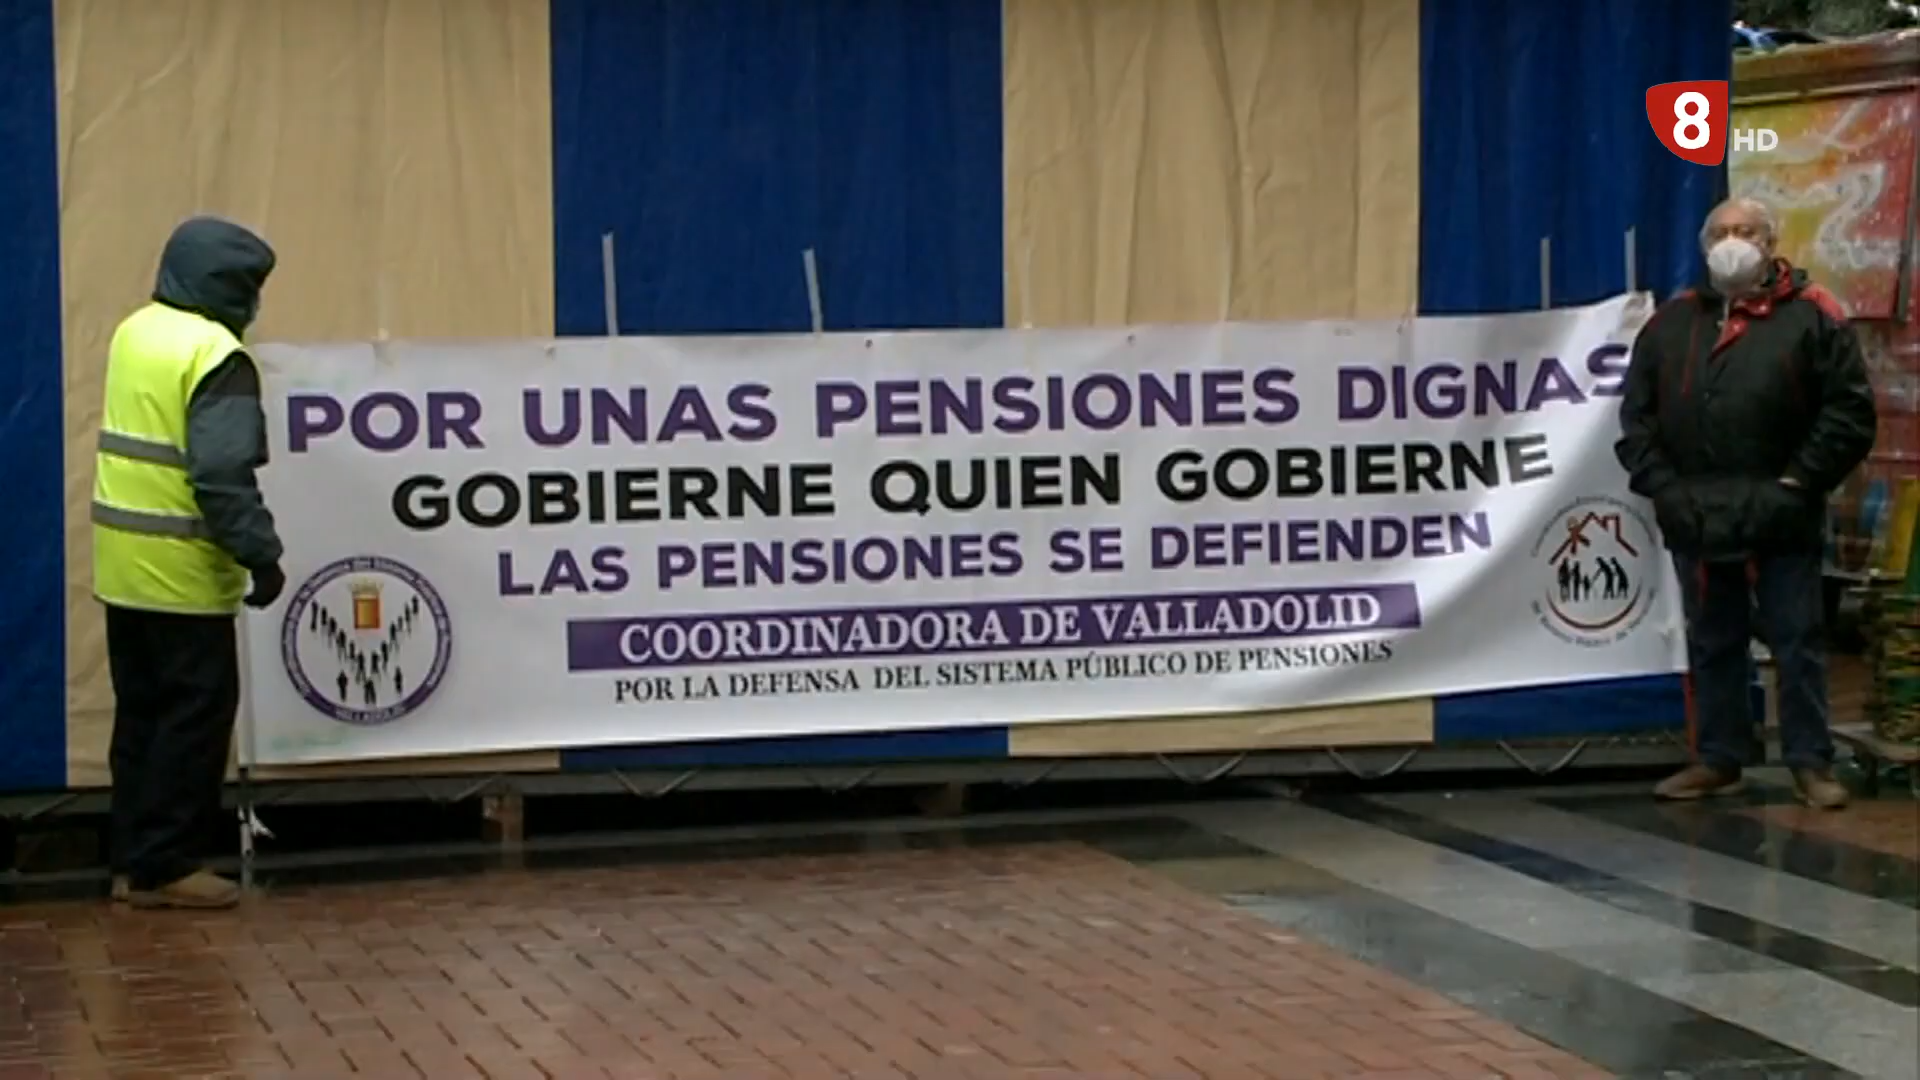 8 HD
POR UNAS PENSIONES DIGNAS
GOBIERNE QUIEN GOBIERNE
LAS PENSIONES SE DEFIENDEN
COORDINADORA DE VALLADOLID
POR LA DEFENSA DEL SISTEMA PÚBLICO DE PENSIONES
VALLADOLID